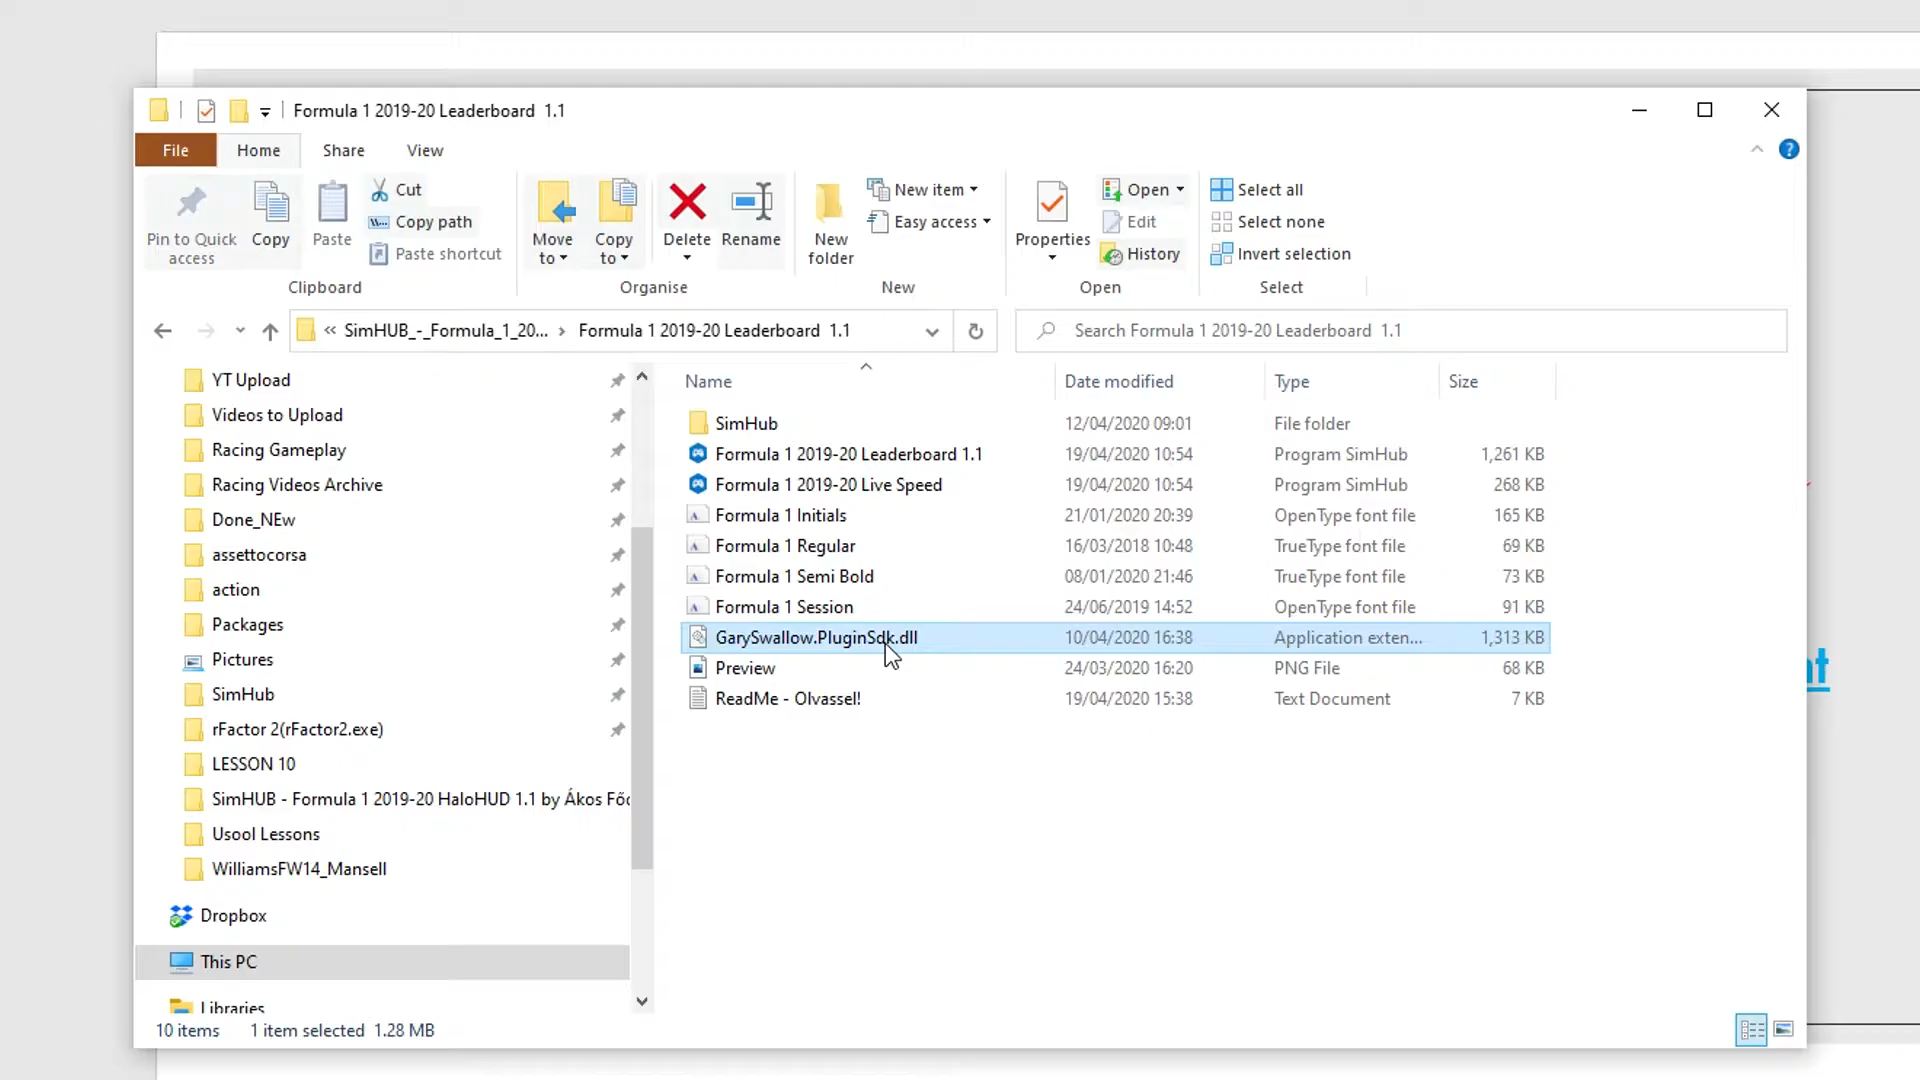 Formula 1 2019-20 Leaderboard  1.1
File
Home
Share
View
Pin to Quick access
Copy
Paste
Cut
Copy path
Paste shortcut
Clipboard
Move to
Copy to
Delete
Rename
Organise
New folder
New item
Easy access
New
Properties
Open
Edit
History
Open
Select all
Select none
Invert selection
Select
« SimHUB_-_Formula_1_20... › Formula 1 2019-20 Leaderboard  1.1
Search Formula 1 2019-20 Leaderboard  1.1
YT Upload
Videos to Upload
Racing Gameplay
Racing Videos Archive
Done_NEw
assettocorsa
action
Packages
Pictures
SimHub
rFactor 2(rFactor2.exe)
LESSON 10
SimHUB - Formula 1 2019-20 HaloHUD 1.1 by Ákos Fő
Usool Lessons
WilliamsFW14_Mansell
Dropbox
This PC
Libraries
Name Date modified Type Size
SimHub 12/04/2020 09:01 File folder
Formula 1 2019-20 Leaderboard 1.1 19/04/2020 10:54 Program SimHub 1,261 KB
Formula 1 2019-20 Live Speed 19/04/2020 10:54 Program SimHub 268 KB
Formula 1 Initials 21/01/2020 20:39 OpenType font file 165 KB
Formula 1 Regular 16/03/2018 10:48 TrueType font file 69 KB
Formula 1 Semi Bold 08/01/2020 21:46 TrueType font file 73 KB
Formula 1 Session 24/06/2019 14:52 OpenType font file 91 KB
GarySwallow.PluginSdk.dll 10/04/2020 16:38 Application exten... 1,313 KB
Preview 24/03/2020 16:20 PNG File 68 KB
ReadMe - Olvassel! 19/04/2020 15:38 Text Document 7 KB
10 items 1 item selected 1.28 MB